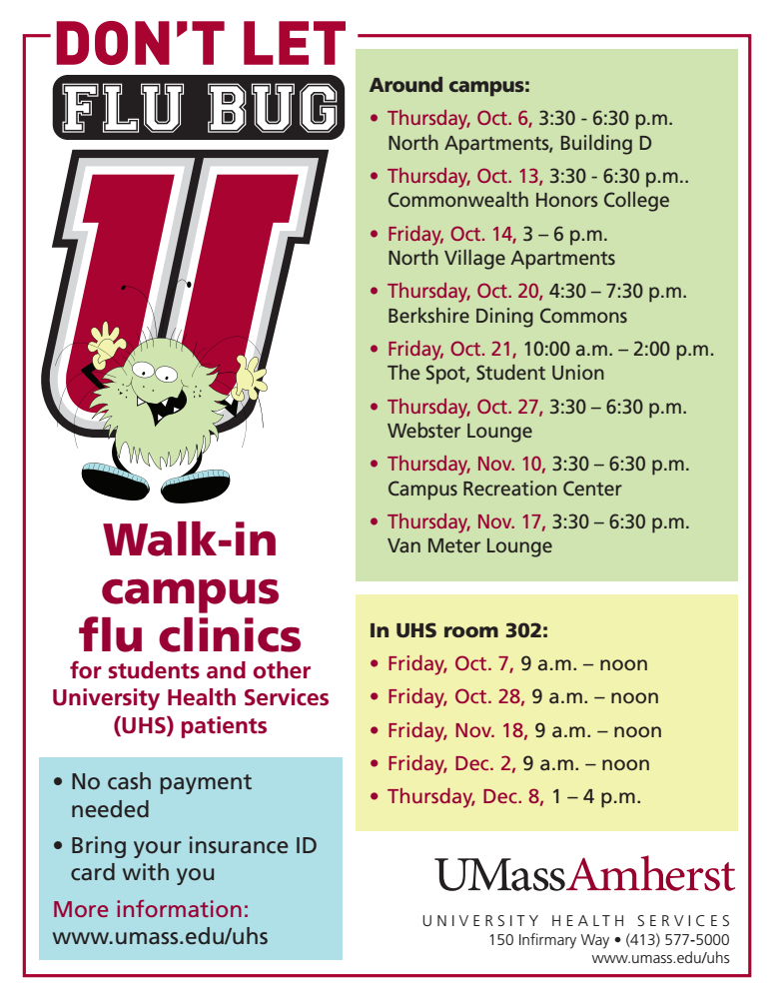 DON'T LET
FLU BUG
U
Walk-in
campus
flu clinics
for students and other
University Health Services
(UHS) patients
• No cash payment
needed
• Bring your insurance ID
card with you
More information:
www.umass.edu/uhs
Around campus:
• Thursday, Oct. 6, 3:30 - 6:30 p.m.
North Apartments, Building D
• Thursday, Oct. 13, 3:30 - 6:30 p.m..
Commonwealth Honors College
• Friday, Oct. 14, 3 – 6 p.m.
North Village Apartments
• Thursday, Oct. 20, 4:30 – 7:30 p.m.
Berkshire Dining Commons
• Friday, Oct. 21, 10:00 a.m. – 2:00 p.m.
The Spot, Student Union
• Thursday, Oct. 27, 3:30 – 6:30 p.m.
Webster Lounge
• Thursday, Nov. 10, 3:30 – 6:30 p.m.
Campus Recreation Center
• Thursday, Nov. 17, 3:30 – 6:30 p.m.
Van Meter Lounge
In UHS room 302:
• Friday, Oct. 7, 9 a.m. – noon
• Friday, Oct. 28, 9 a.m. – noon
• Friday, Nov. 18, 9 a.m. – noon
• Friday, Dec. 2, 9 a.m. – noon
• Thursday, Dec. 8, 1 – 4 p.m.
UMassAmherst
UNIVERSITY HEALTH SERVICES
150 Infirmary Way • (413) 577-5000
www.umass.edu/uhs